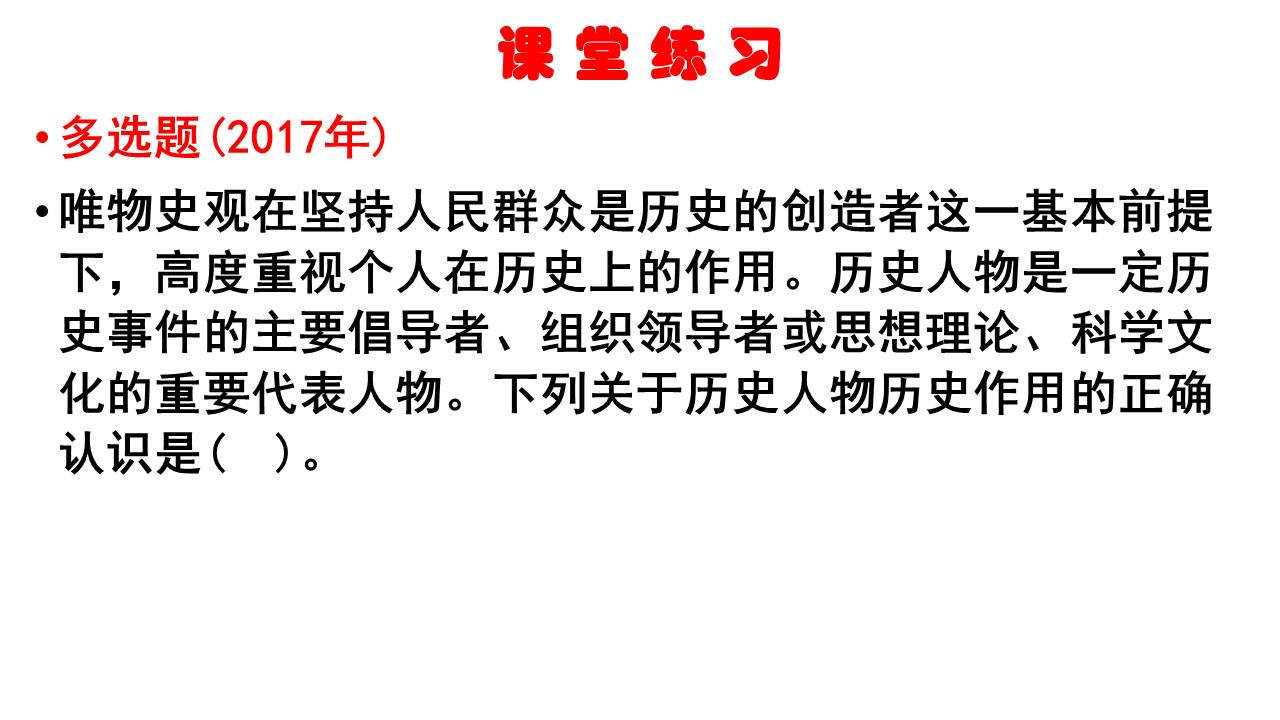 课堂练习
•多选题(2017年)
•唯物史观在坚持人民群众是历史的创造者这一基本前提
下，高度重视个人在历史上的作用。历史人物是一定历
史事件的主要倡导者、组织领导者或思想理论、科学文
化的重要代表人物。下列关于历史人物历史作用的正确
认识是( )。